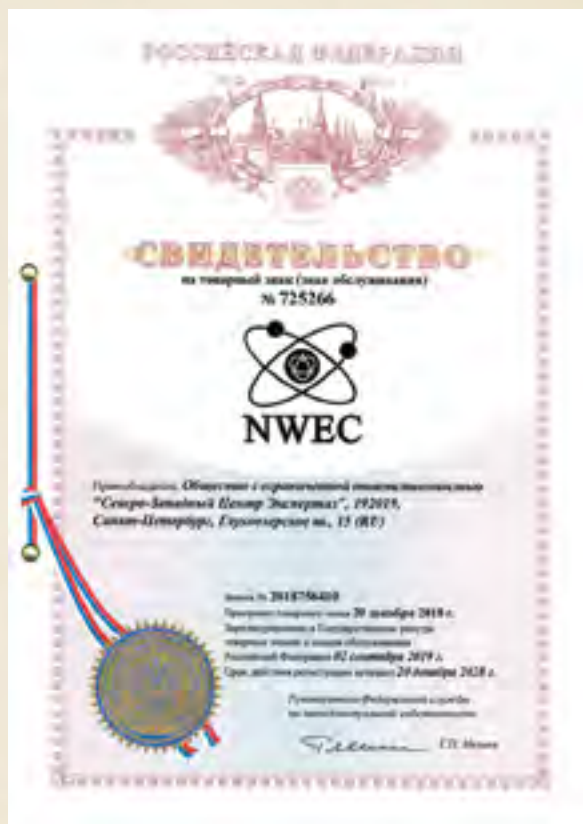 РОССИЙСКАЯ ФЕДЕРАЦИЯ
СВИДЕТЕЛЬСТВО
на товарный знак (знак обслуживания)
№ 725266
NWEC
Правообладатель: Общество с ограниченной ответственностью
"Северо-Западный Центр Экспертиз", 192019,
Санкт-Петербург, Глухоозерское ш., 15 (RU)
Заявка № 2018756410
Приоритет товарного знака 20 декабря 2018 г.
Зарегистрировано в Государственном реестре
товарных знаков и знаков обслуживания
Российской Федерации 02 сентября 2019 г.
Срок действия регистрации истекает 20 декабря 2028 г.
Руководитель Федеральной службы
по интеллектуальной собственности
Г.П. Ивлиев